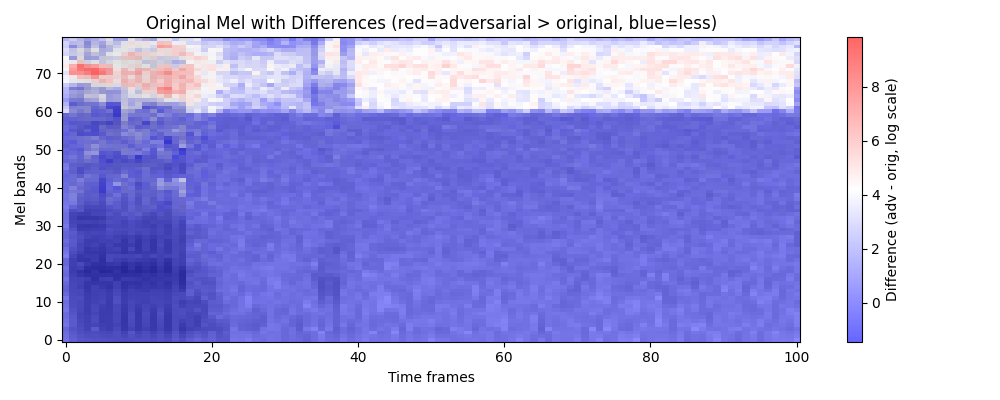 Original Mel with Differences (red=adversarial > original, blue=less)
Mel bands
70
60
50
40
30
20
10
0
0 20 40 60 80 100
Time frames
8
6
4
2
0
Difference (adv - orig, log scale)